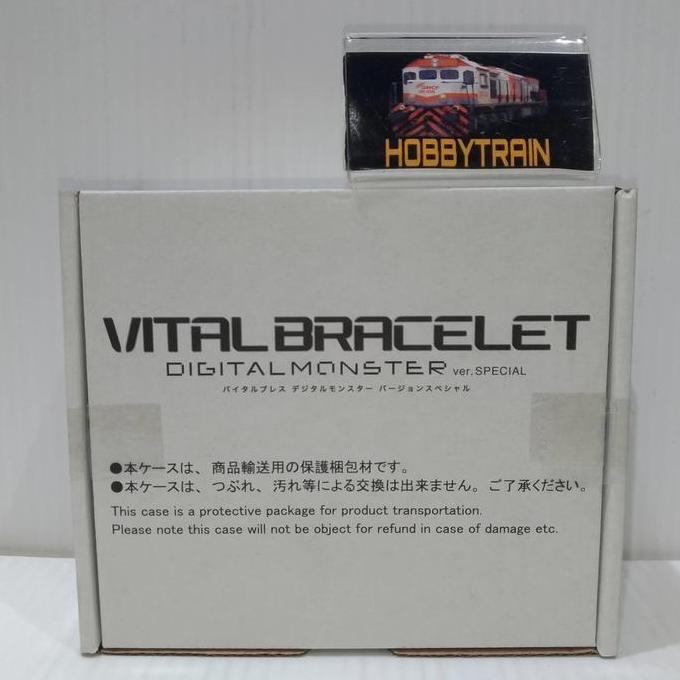 HOBBYTRAIN
VITAL BRACELET
DIGITALMONSTER ver.SPECIAL
バイタルブレス デジタルモンスター バージョンスペシャル
●本ケースは、商品輸送用の保護梱包材です。
●本ケースは、つぶれ、汚れ等による交換は出来ません。ご了承ください。
This case is a protective package for product transportation.
Please note this case will not be object for refund in case of damage etc.